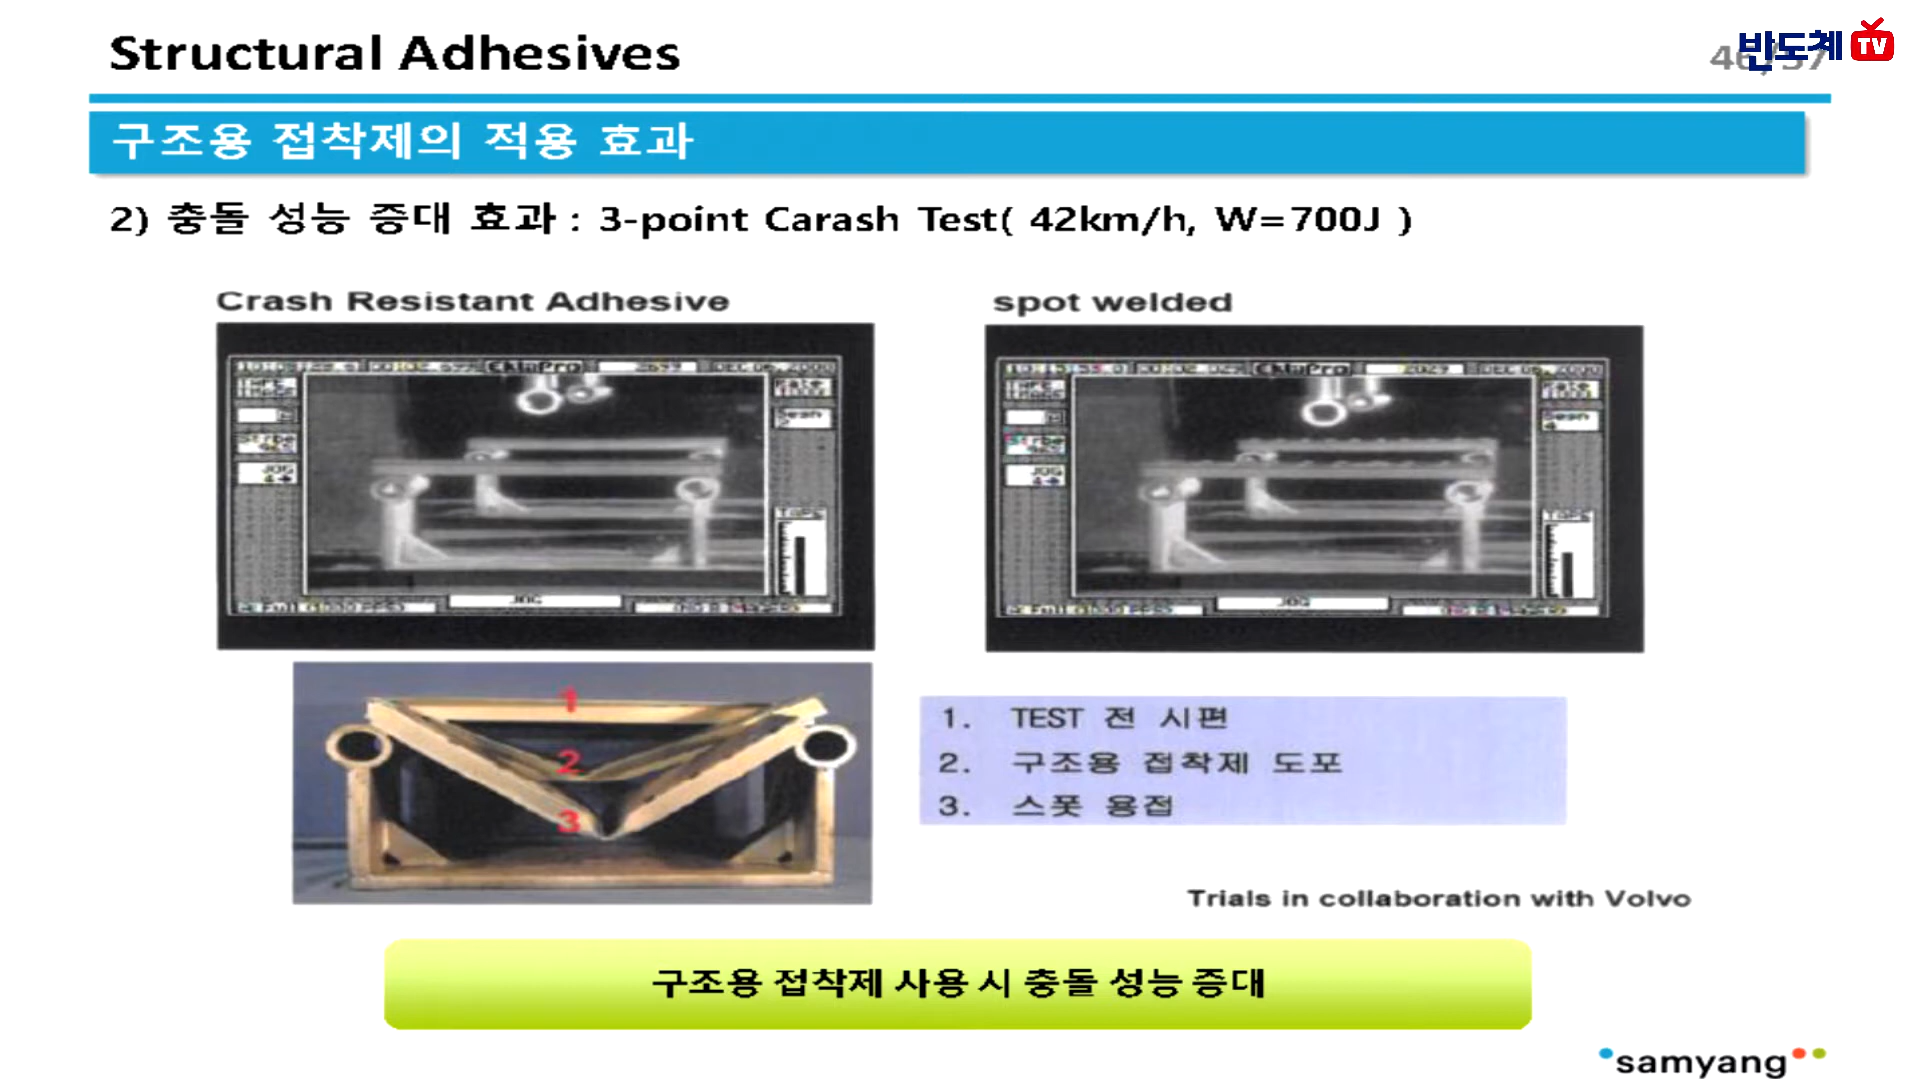 Structural Adhesives
반도체 TV
구조용 접착제의 적용 효과
2) 충돌 성능 증대 효과 : 3-point Carash Test( 42km/h, W=700J )
Crash Resistant Adhesive
spot welded
EktaPro
EktaPro
JOG
JOG
1
2
3
1. TEST 전 시편
2. 구조용 접착제 도포
3. 스폿 용접
Trials in collaboration with Volvo
구조용 접착제 사용 시 충돌 성능 증대
samyang